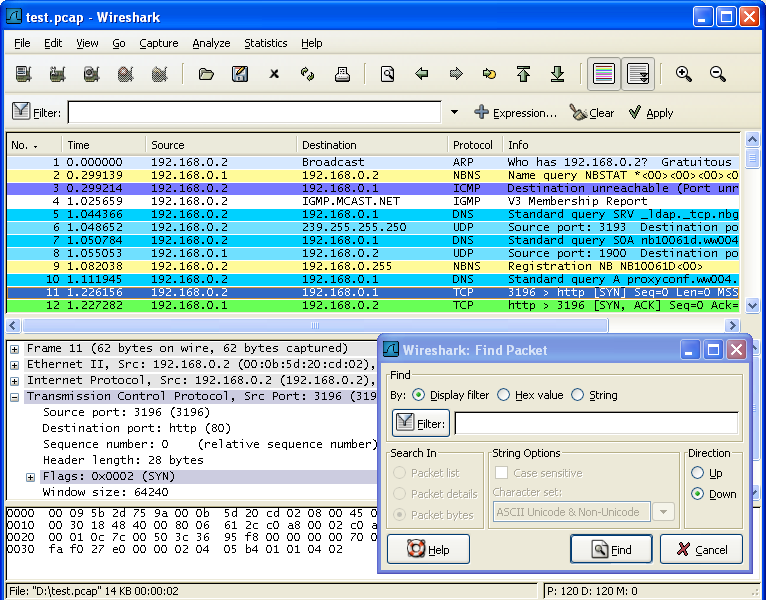 test.pcap - Wireshark
File Edit View Go Capture Analyze Statistics Help
Filter: Expression... Clear Apply
No. . Time Source Destination Protocol Info
1 0.000000 192.168.0.2 Broadcast ARP Who has 192.168.0.2? Gratuitous
2 0.299139 192.168.0.1 192.168.0.2 NBNS Name query NBSTAT *<00><00><00><0
3 0.299214 192.168.0.2 192.168.0.1 ICMP Destination unreachable (Port unr
4 1.025659 192.168.0.2 IGMP.MCAST.NET IGMP V3 Membership Report
5 1.044366 192.168.0.2 192.168.0.1 DNS Standard query SRV _ldap._tcp.nbg
6 1.048652 192.168.0.2 239.255.255.250 UDP Source port: 3193 Destination po
7 1.050784 192.168.0.2 192.168.0.1 DNS Standard query SOA nb10061d.ww004
8 1.055053 192.168.0.1 192.168.0.2 UDP Source port: 1900 Destination po
9 1.082038 192.168.0.2 192.168.0.255 NBNS Registration NB NB10061D<00>
10 1.111945 192.168.0.2 192.168.0.1 DNS Standard query A proxyconf.ww004.
11 1.226156 192.168.0.2 192.168.0.1 TCP 3196 > http [SYN] Seq=0 Len=0 MSS
12 1.227282 192.168.0.1 192.168.0.2 TCP http > 3196 [SYN, ACK] Seq=0 Ack=
Frame 11 (62 bytes on wire, 62 bytes captured)
Ethernet II, Src: 192.168.0.2 (00:0b:5d:20:cd:02),
Internet Protocol, Src: 192.168.0.2 (192.168.0.2),
Transmission Control Protocol, Src Port: 3196 (319
Source port: 3196 (3196)
Destination port: http (80)
Sequence number: 0 (relative sequence number)
Header length: 28 bytes
Flags: 0x0002 (SYN)
Window size: 64240
0000 00 09 5b 2d 75 9a 00 0b 5d 20 cd 02 08 00 45 0
0010 00 30 18 48 40 00 80 06 61 2c c0 a8 00 02 c0 a
0020 00 01 0c 7c 00 50 3c 36 95 f8 00 00 00 00 70 0
0030 fa f0 27 e0 00 00 02 04 05 b4 01 01 04 02
Wireshark: Find Packet
Find
By: Display filter Hex value String
Filter:
Search In
Packet list
Packet details
Packet bytes
String Options
Case sensitive
Character set:
ASCII Unicode & Non-Unicode
Direction
Up
Down
Help Find Cancel
File: "D:\test.pcap" 14 KB 00:00:02 P: 120 D: 120 M: 0